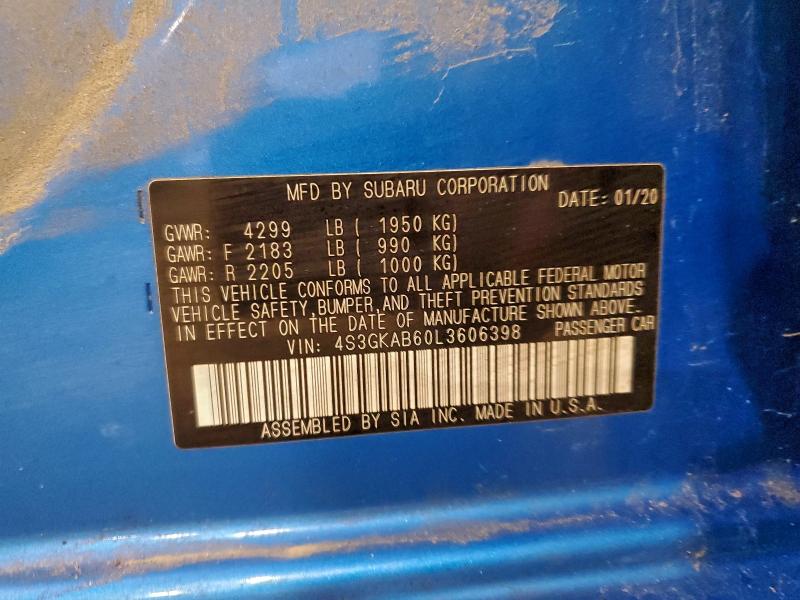 MFD BY SUBARU CORPORATION
DATE: 01/20
GVWR: 4299 LB ( 1950 KG)
GAWR: F 2183 LB ( 990 KG)
GAWR: R 2205 LB ( 1000 KG)
THIS VEHICLE CONFORMS TO ALL APPLICABLE FEDERAL MOTOR
VEHICLE SAFETY,BUMPER,AND THEFT PREVENTION STANDARDS
IN EFFECT ON THE DATE OF MANUFACTURE SHOWN ABOVE.
VIN: 4S3GKAB60L3606398 PASSENGER CAR
ASSEMBLED BY SIA INC. MADE IN U.S.A.